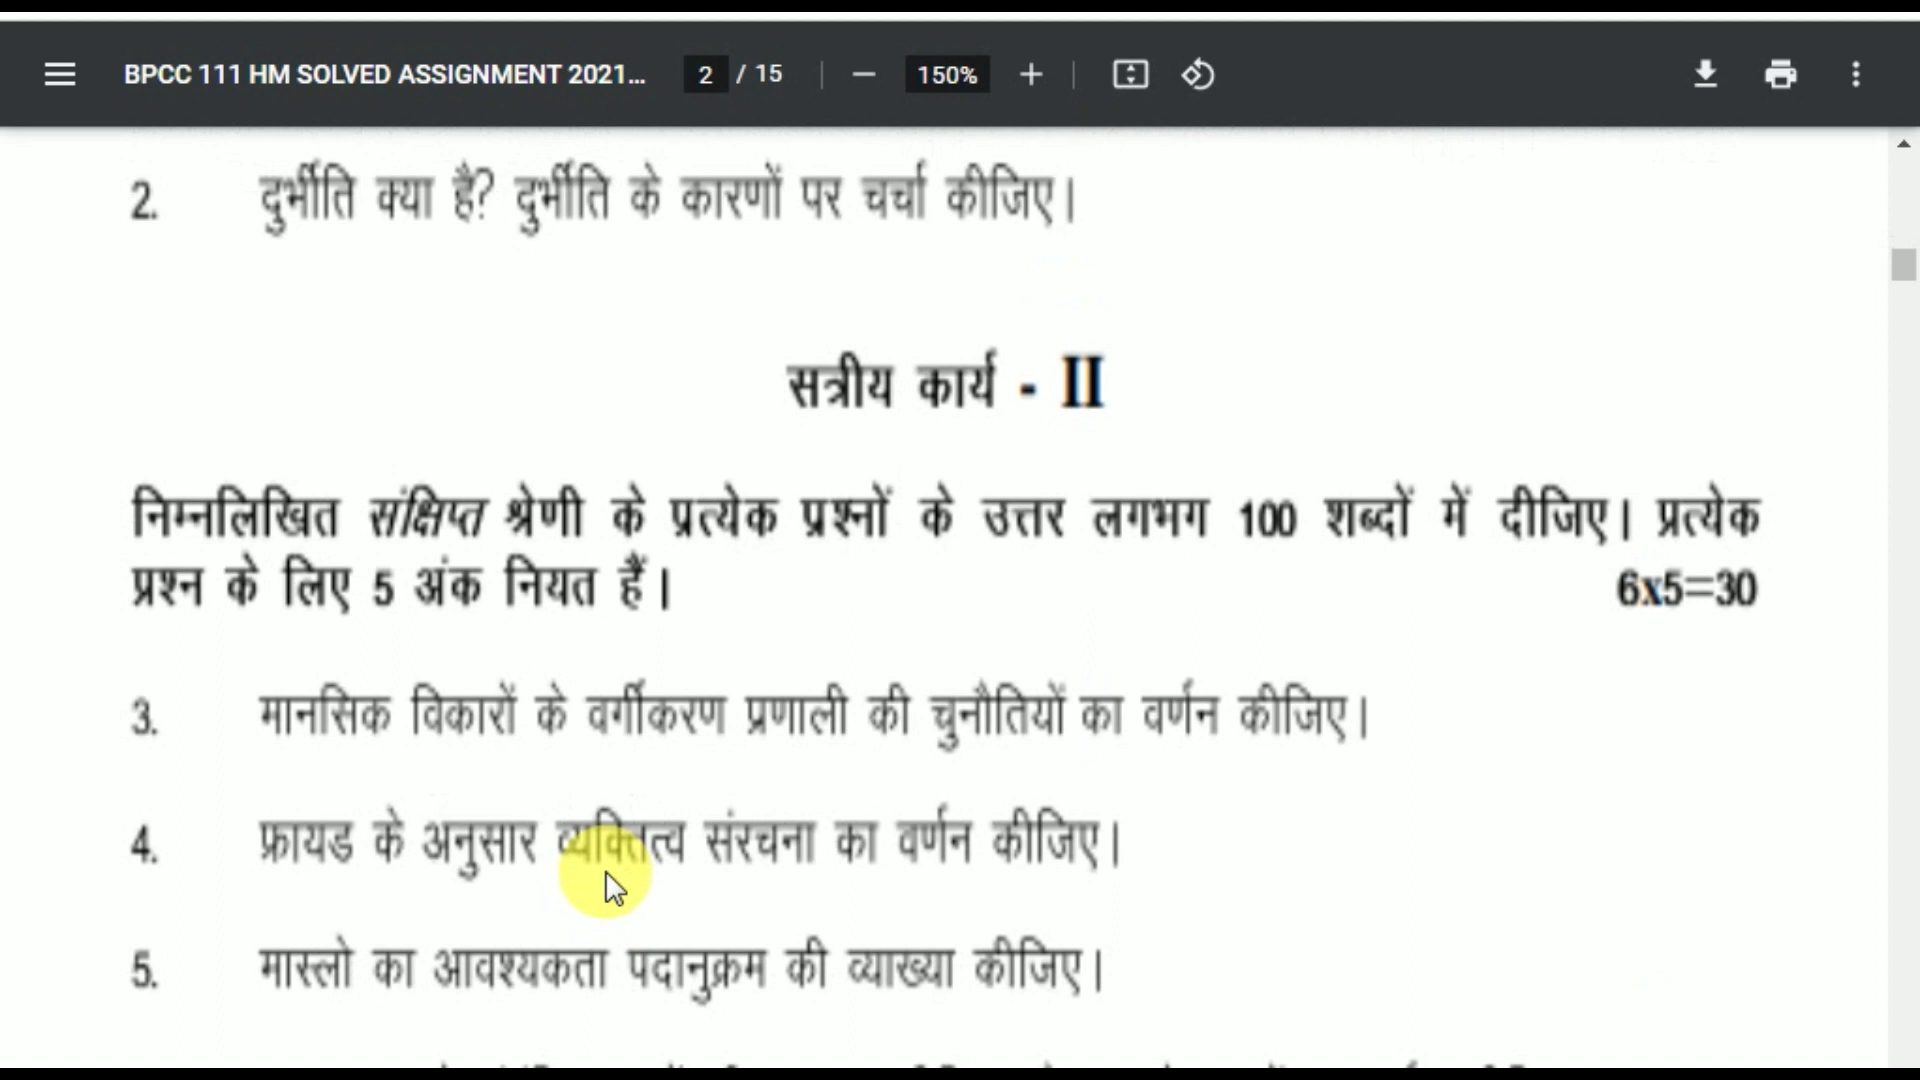 BPCC 111 HM SOLVED ASSIGNMENT 2021... 2 / 15 150%
2. दुर्भीति क्या है? दुर्भीति के कारणों पर चर्चा कीजिए।
सत्रीय कार्य - II
निम्नलिखित संक्षिप्त श्रेणी के प्रत्येक प्रश्नों के उत्तर लगभग 100 शब्दों में दीजिए। प्रत्येक
प्रश्न के लिए 5 अंक नियत हैं। 6x5=30
3. मानसिक विकारों के वर्गीकरण प्रणाली की चुनौतियों का वर्णन कीजिए।
4. फ्रायड के अनुसार व्यक्तित्व संरचना का वर्णन कीजिए।
5. मास्लो का आवश्यकता पदानुक्रम की व्याख्या कीजिए।